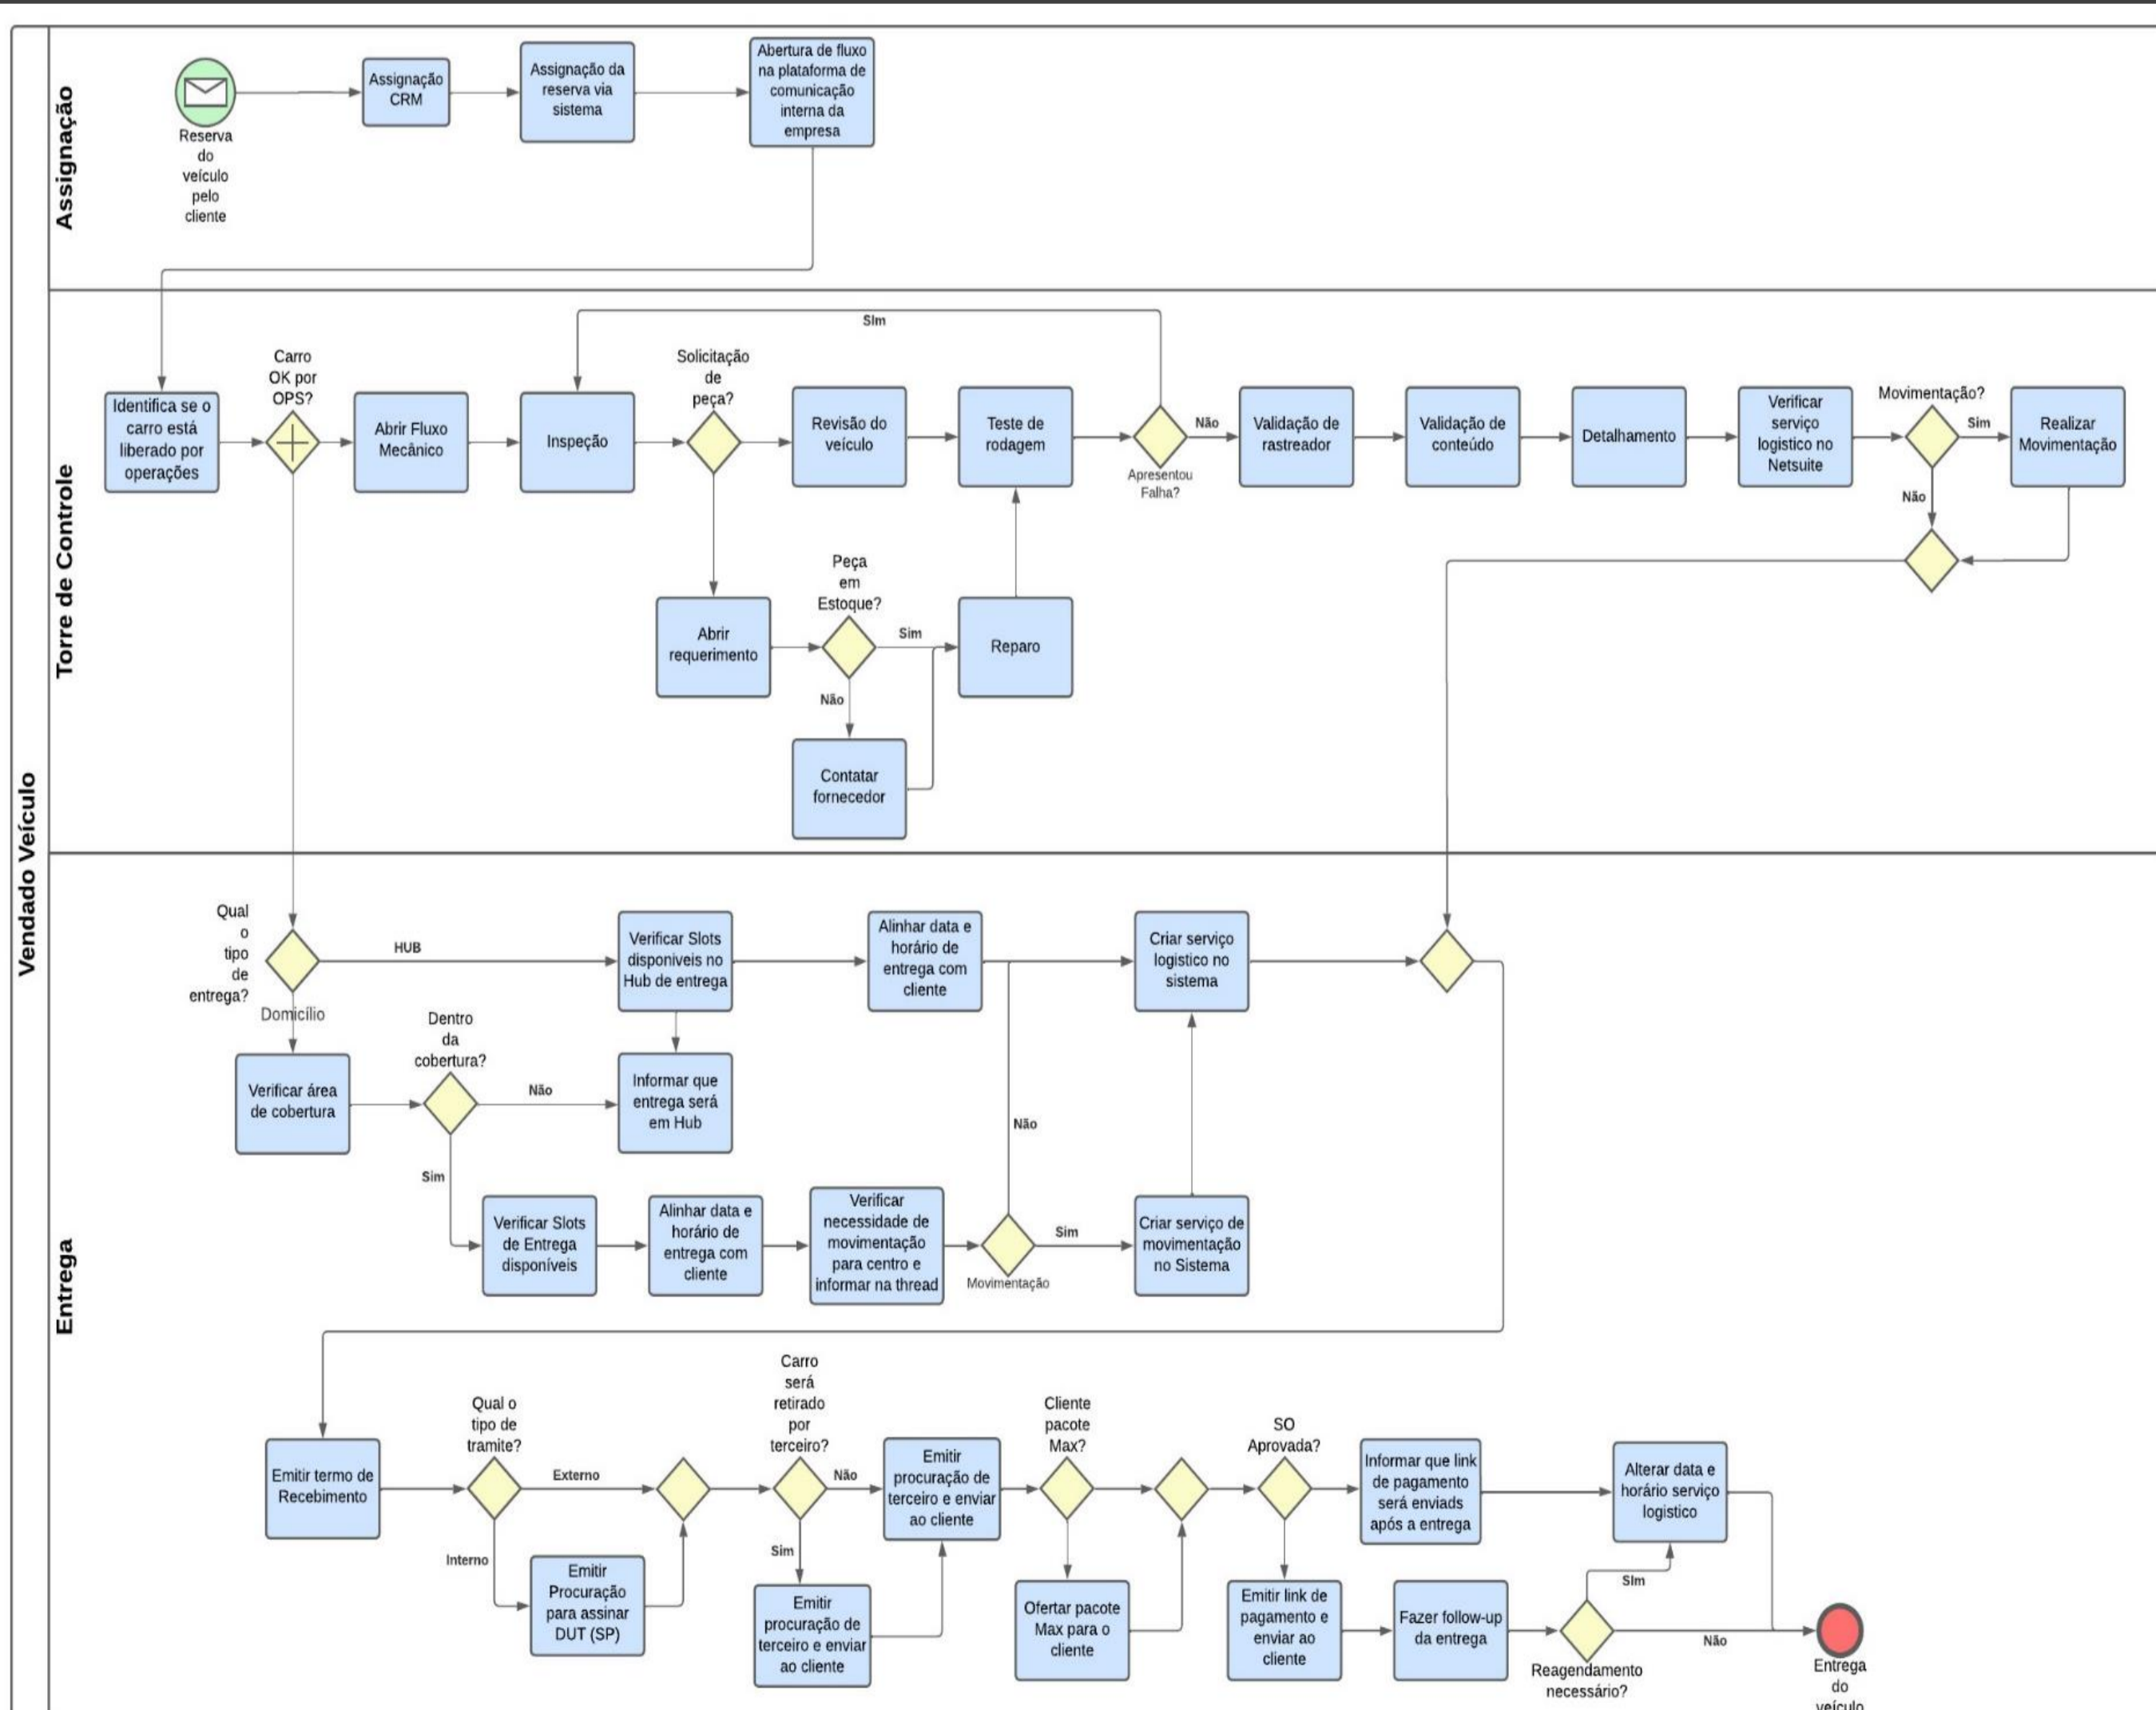 Vendado Veículo
Assignação
Reserva
do
veículo
pelo
cliente
Assignação
CRM
Assignação da
reserva via
sistema
Abertura de fluxo
na plataforma de
comunicação
interna da
empresa
Torre de Controle
SIm
Identifica se o
carro está
liberado por
operações
Carro
OK por
OPS?
Abrir Fluxo
Mecânico
Inspeção
Solicitação
de
peça?
Revisão do
veículo
Teste de
rodagem
Apresentou
Falha?
Não
Validação de
rastreador
Validação de
conteúdo
Detalhamento
Verificar
serviço
logistico no
Netsuite
Movimentação?
Sim
Não
Realizar
Movimentação
Abrir
requerimento
Peça
em
Estoque?
Sim
Não
Reparo
Contatar
fornecedor
Entrega
Qual
o
tipo
de
entrega?
HUB
Domicílio
Verificar Slots
disponiveis no
Hub de entrega
Alinhar data e
horário de
entrega com
cliente
Criar serviço
logistico no
sistema
Verificar área
de cobertura
Dentro
da
cobertura?
Não
Sim
Informar que
entrega será
em Hub
Não
Verificar Slots
de Entrega
disponíveis
Alinhar data e
horário de
entrega com
cliente
Verificar
necessidade de
movimentação
para centro e
informar na thread
Movimentação
Sim
Criar serviço de
movimentação
no Sistema
Emitir termo de
Recebimento
Qual o
tipo de
tramite?
Externo
Interno
Emitir
Procuração
para assinar
DUT (SP)
Carro
será
retirado
por
terceiro?
Não
Sim
Emitir
procuração de
terceiro e enviar
ao cliente
Emitir
procuração de
terceiro e enviar
ao cliente
Cliente
pacote
Max?
Ofertar pacote
Max para o
cliente
SO
Aprovada?
Informar que link
de pagamento
será enviads
após a entrega
Alterar data e
horário serviço
logistico
Emitir link de
pagamento e
enviar ao
cliente
Fazer follow-up
da entrega
SIm
Reagendamento
necessário?
Não
Entrega
do
veículo